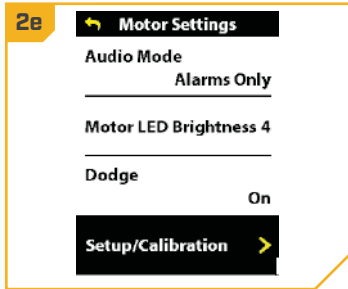 2e
Motor Settings
Audio Mode
Alarms Only
Motor LED Brightness 4
Dodge
On
Setup/Calibration >